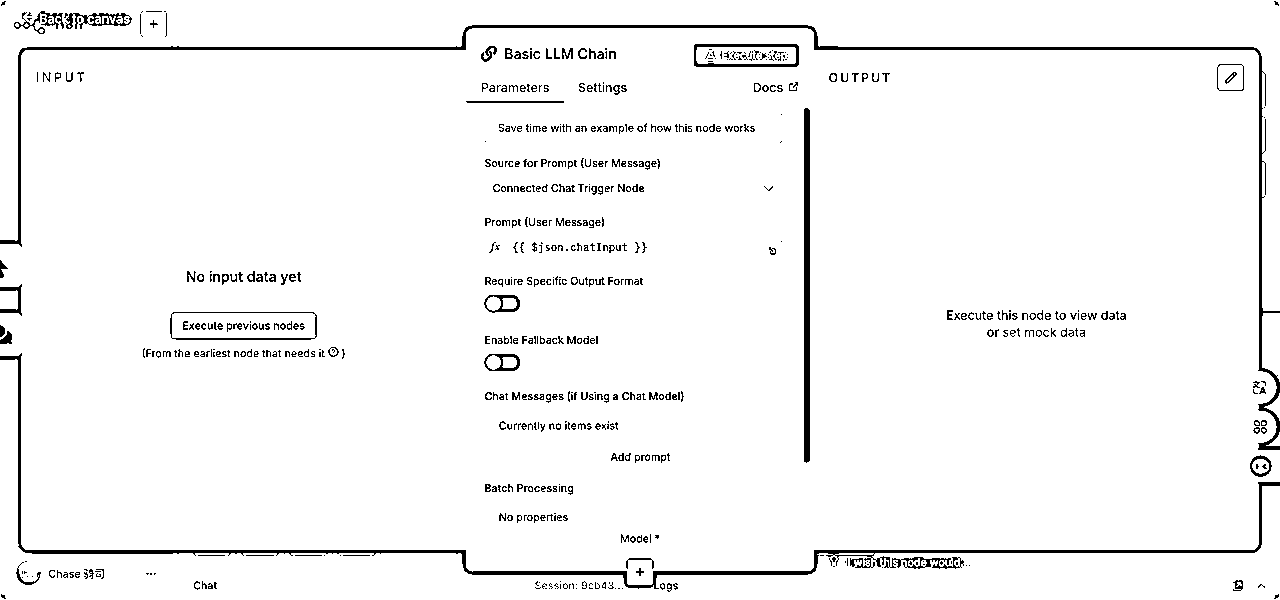 Back to canvas
+
INPUT
No input data yet
Execute previous nodes
(From the earliest node that needs it ?)
Basic LLM Chain
Execute step
Parameters
Settings
Docs
Save time with an example of how this node works
Source for Prompt (User Message)
Connected Chat Trigger Node
Prompt (User Message)
fx {{ $json.chatInput }}
Require Specific Output Format
Enable Fallback Model
Chat Messages (if Using a Chat Model)
Currently no items exist
Add prompt
Batch Processing
No properties
Model *
+
OUTPUT
Execute this node to view data
or set mock data
I wish this node would...
Chase
...
Chat
Session: 9cb43...
Logs